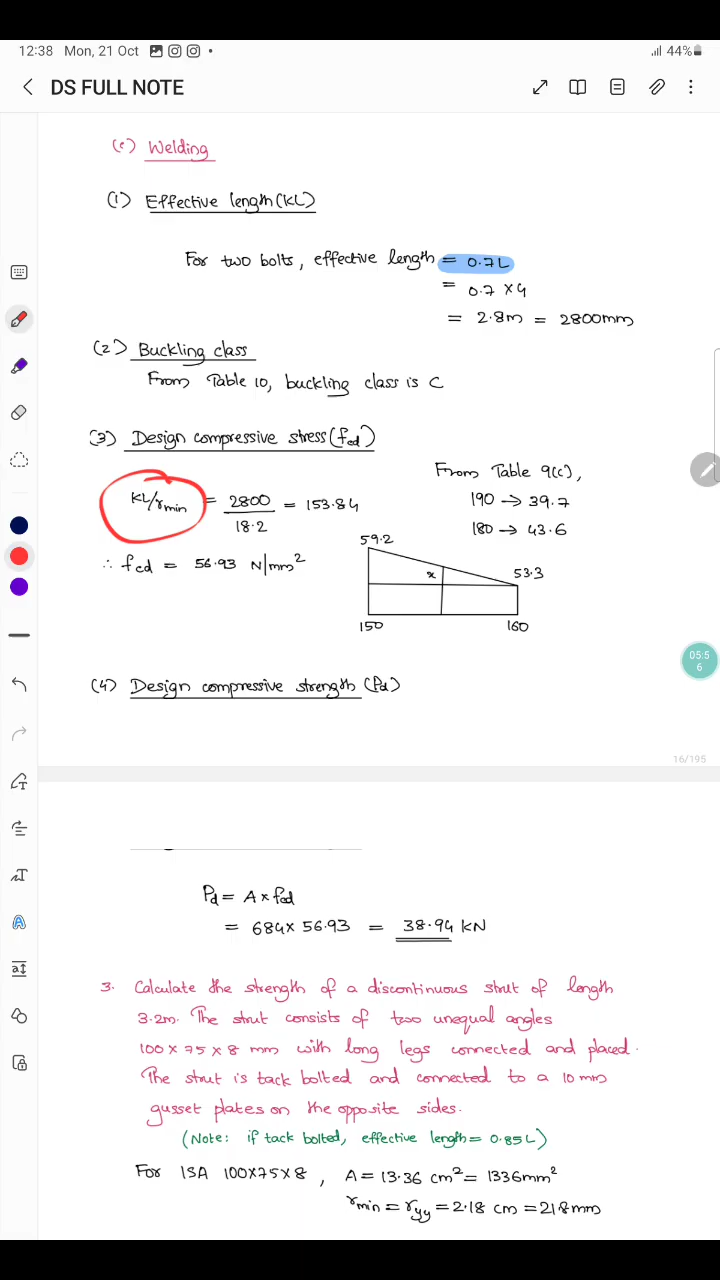 12:38 Mon, 21 Oct
44%
DS FULL NOTE
(c) Welding
(1) Effective length (KL)
For two bolts, effective length = 0.7L
= 0.7 × 4
= 2.8m = 2800mm
(2) Buckling class
From Table 10, buckling class is C
(3) Design compressive stress (fcd)
KL/rmin = 2800/18.2 = 153.84
∴ fcd = 56.93 N/mm²
From Table 9(c),
190 → 39.7
180 → 43.6
59.2
x
53.3
150 160
05:56
(4) Design compressive strength (Pd)
16/195
Pd = A × fcd
= 684 × 56.93 = 38.94 kN
3. Calculate the strength of a discontinuous strut of length
3.2m. The strut consists of two unequal angles
100 × 75 × 8 mm with long legs connected and placed.
The strut is tack bolted and connected to a 10 mm
gusset plates on the opposite sides.
(Note: if tack bolted, effective length = 0.85L)
For ISA 100×75×8, A = 13.36 cm² = 1336mm²
rmin = ryy = 2.18 cm = 21.8mm